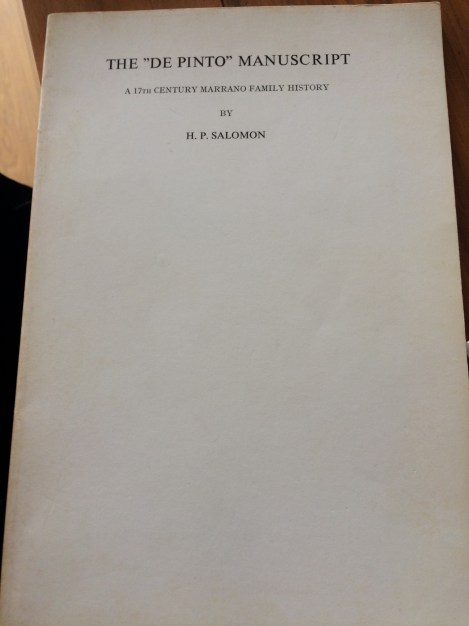 THE "DE PINTO" MANUSCRIPT
A 17TH CENTURY MARRANO FAMILY HISTORY
BY
H. P. SALOMON